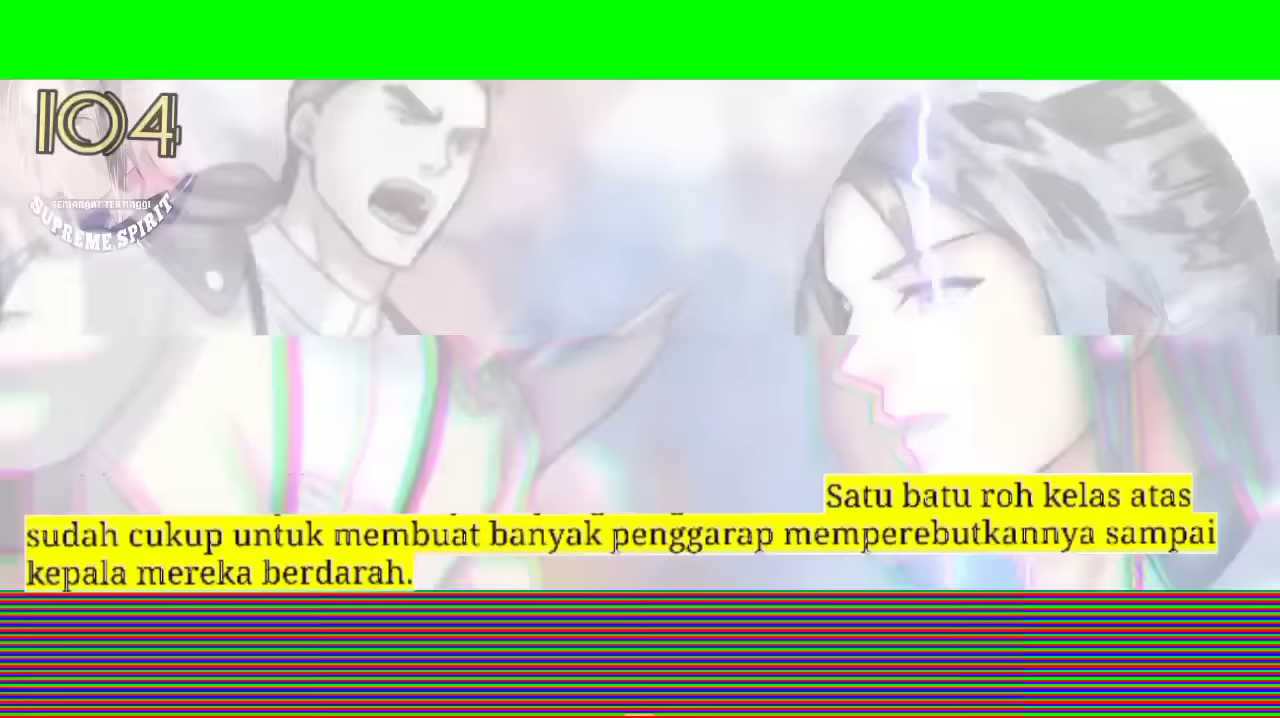 104
SEMANGAT TERTINGGI
SUPREME SPIRIT
Satu batu roh kelas atas
sudah cukup untuk membuat banyak penggarap memperebutkannya sampai
kepala mereka berdarah.